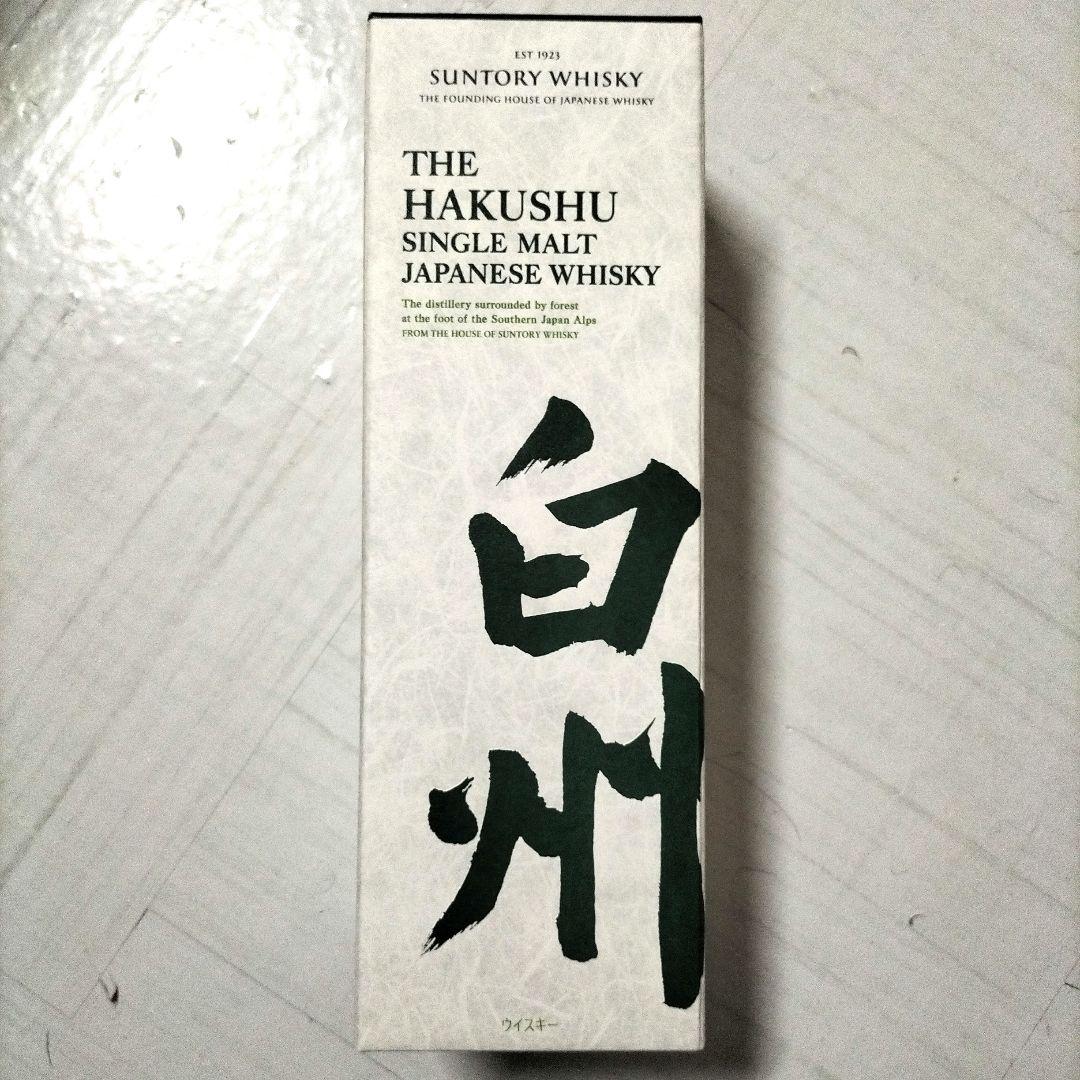 EST 1923
SUNTORY WHISKY
THE FOUNDING HOUSE OF JAPANESE WHISKY
THE
HAKUSHU
SINGLE MALT
JAPANESE WHISKY
The distillery surrounded by forest
at the foot of the Southern Japan Alps
FROM THE HOUSE OF SUNTORY WHISKY
白
州
ウイスキー